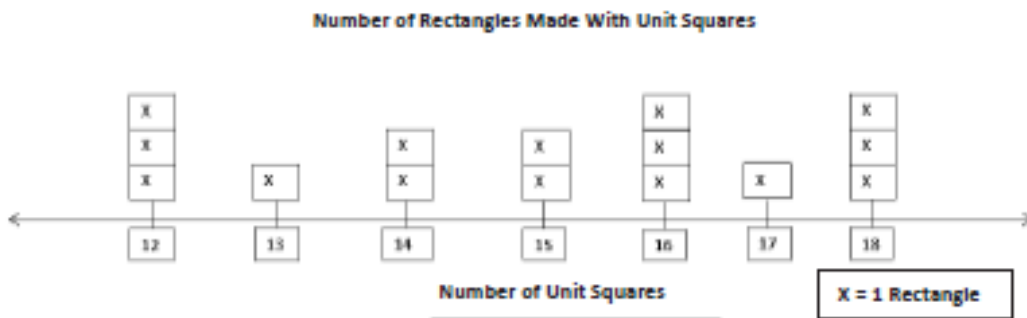 Number of Rectangles Made With Unit Squares
X X X
X X X X X
X X X X X X X
12 13 14 15 16 17 18
Number of Unit Squares
X = 1 Rectangle